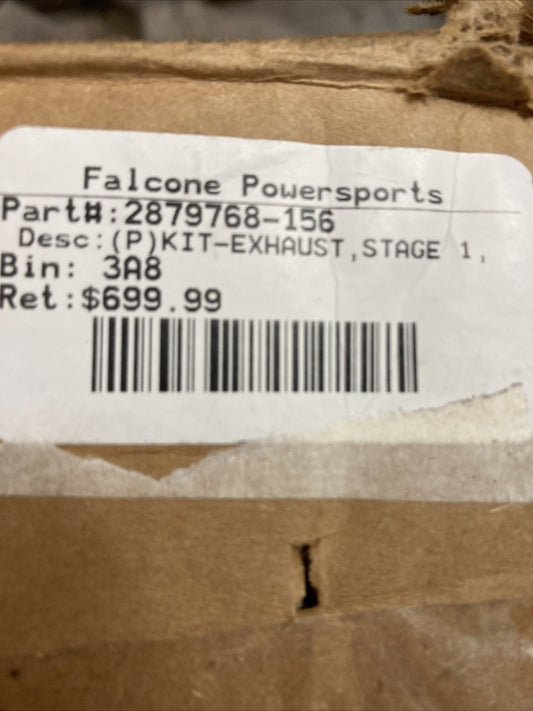 Falcone Powersports
Part#:2879768-156
Desc:(P)KIT-EXHAUST,STAGE 1,
Bin: 3A8
Ret:$699.99